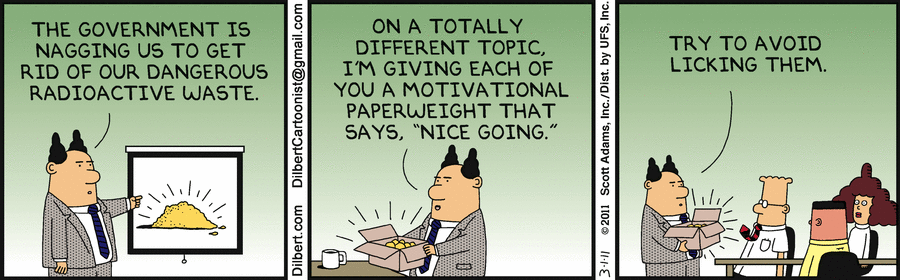 THE GOVERNMENT IS
NAGGING US TO GET
RID OF OUR DANGEROUS
RADIOACTIVE WASTE.
Dilbert.com DilbertCartoonist@gmail.com
ON A TOTALLY
DIFFERENT TOPIC,
I'M GIVING EACH OF
YOU A MOTIVATIONAL
PAPERWEIGHT THAT
SAYS, "NICE GOING."
3-1-11 © 2011 Scott Adams, Inc./Dist. by UFS, Inc.
TRY TO AVOID
LICKING THEM.